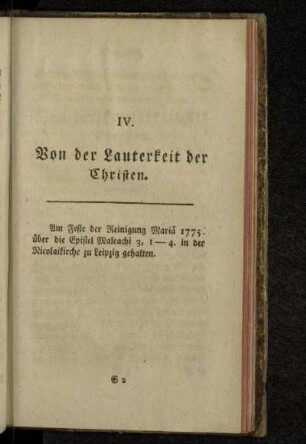 IV.
Von der Lauterkeit der
Christen.
Am Feste der Reinigung Mariä 1775.
über die Epistel Maleachi 3, 1—4. in der
Nicolaikirche zu Leipzig gehalten.
G 2